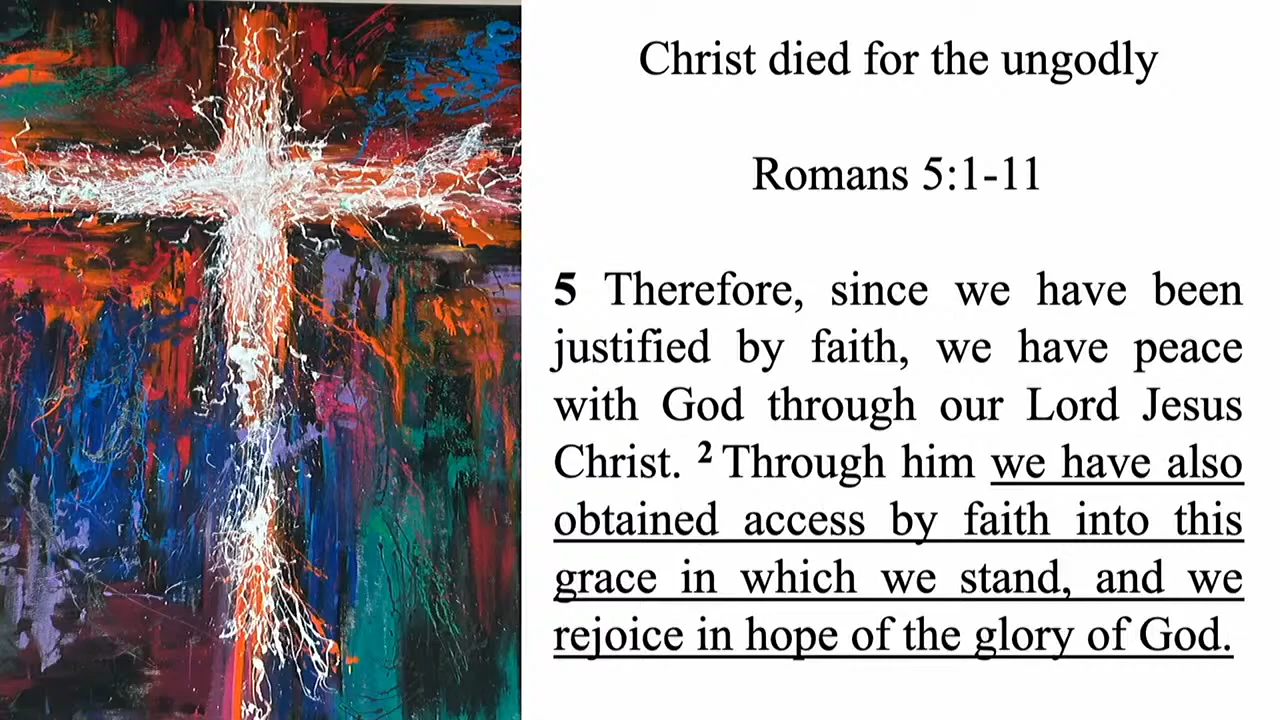 Christ died for the ungodly
Romans 5:1-11
5 Therefore, since we have been
justified by faith, we have peace
with God through our Lord Jesus
Christ. ² Through him we have also
obtained access by faith into this
grace in which we stand, and we
rejoice in hope of the glory of God.